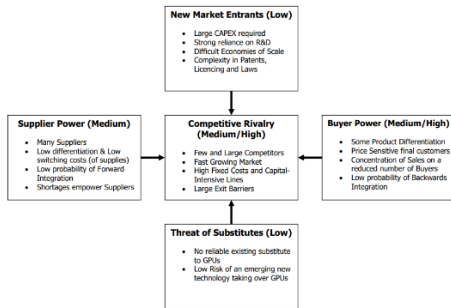 New Market Entrants (Low)
Large CAPEX required
Strong reliance on R&D
Difficult Economies of Scale
Complexity in Patents,
Licencing and Laws
Supplier Power (Medium)
Many Suppliers
Low differentiation & Low
switching costs (of supplies)
Low probability of Forward
Integration
Shortages empower Suppliers
Competitive Rivalry
(Medium/High)
Few and Large Competitors
Fast Growing Market
High Fixed Costs and Capital-
Intensive Lines
Large Exit Barriers
Buyer Power (Medium/High)
Some Product Differentiation
Price Sensitive final customers
Concentration of Sales on a
reduced number of Buyers
Low probability of Backwards
Integration
Threat of Substitutes (Low)
No reliable existing substitute
to GPUs
Low Risk of an emerging new
technology taking over GPUs